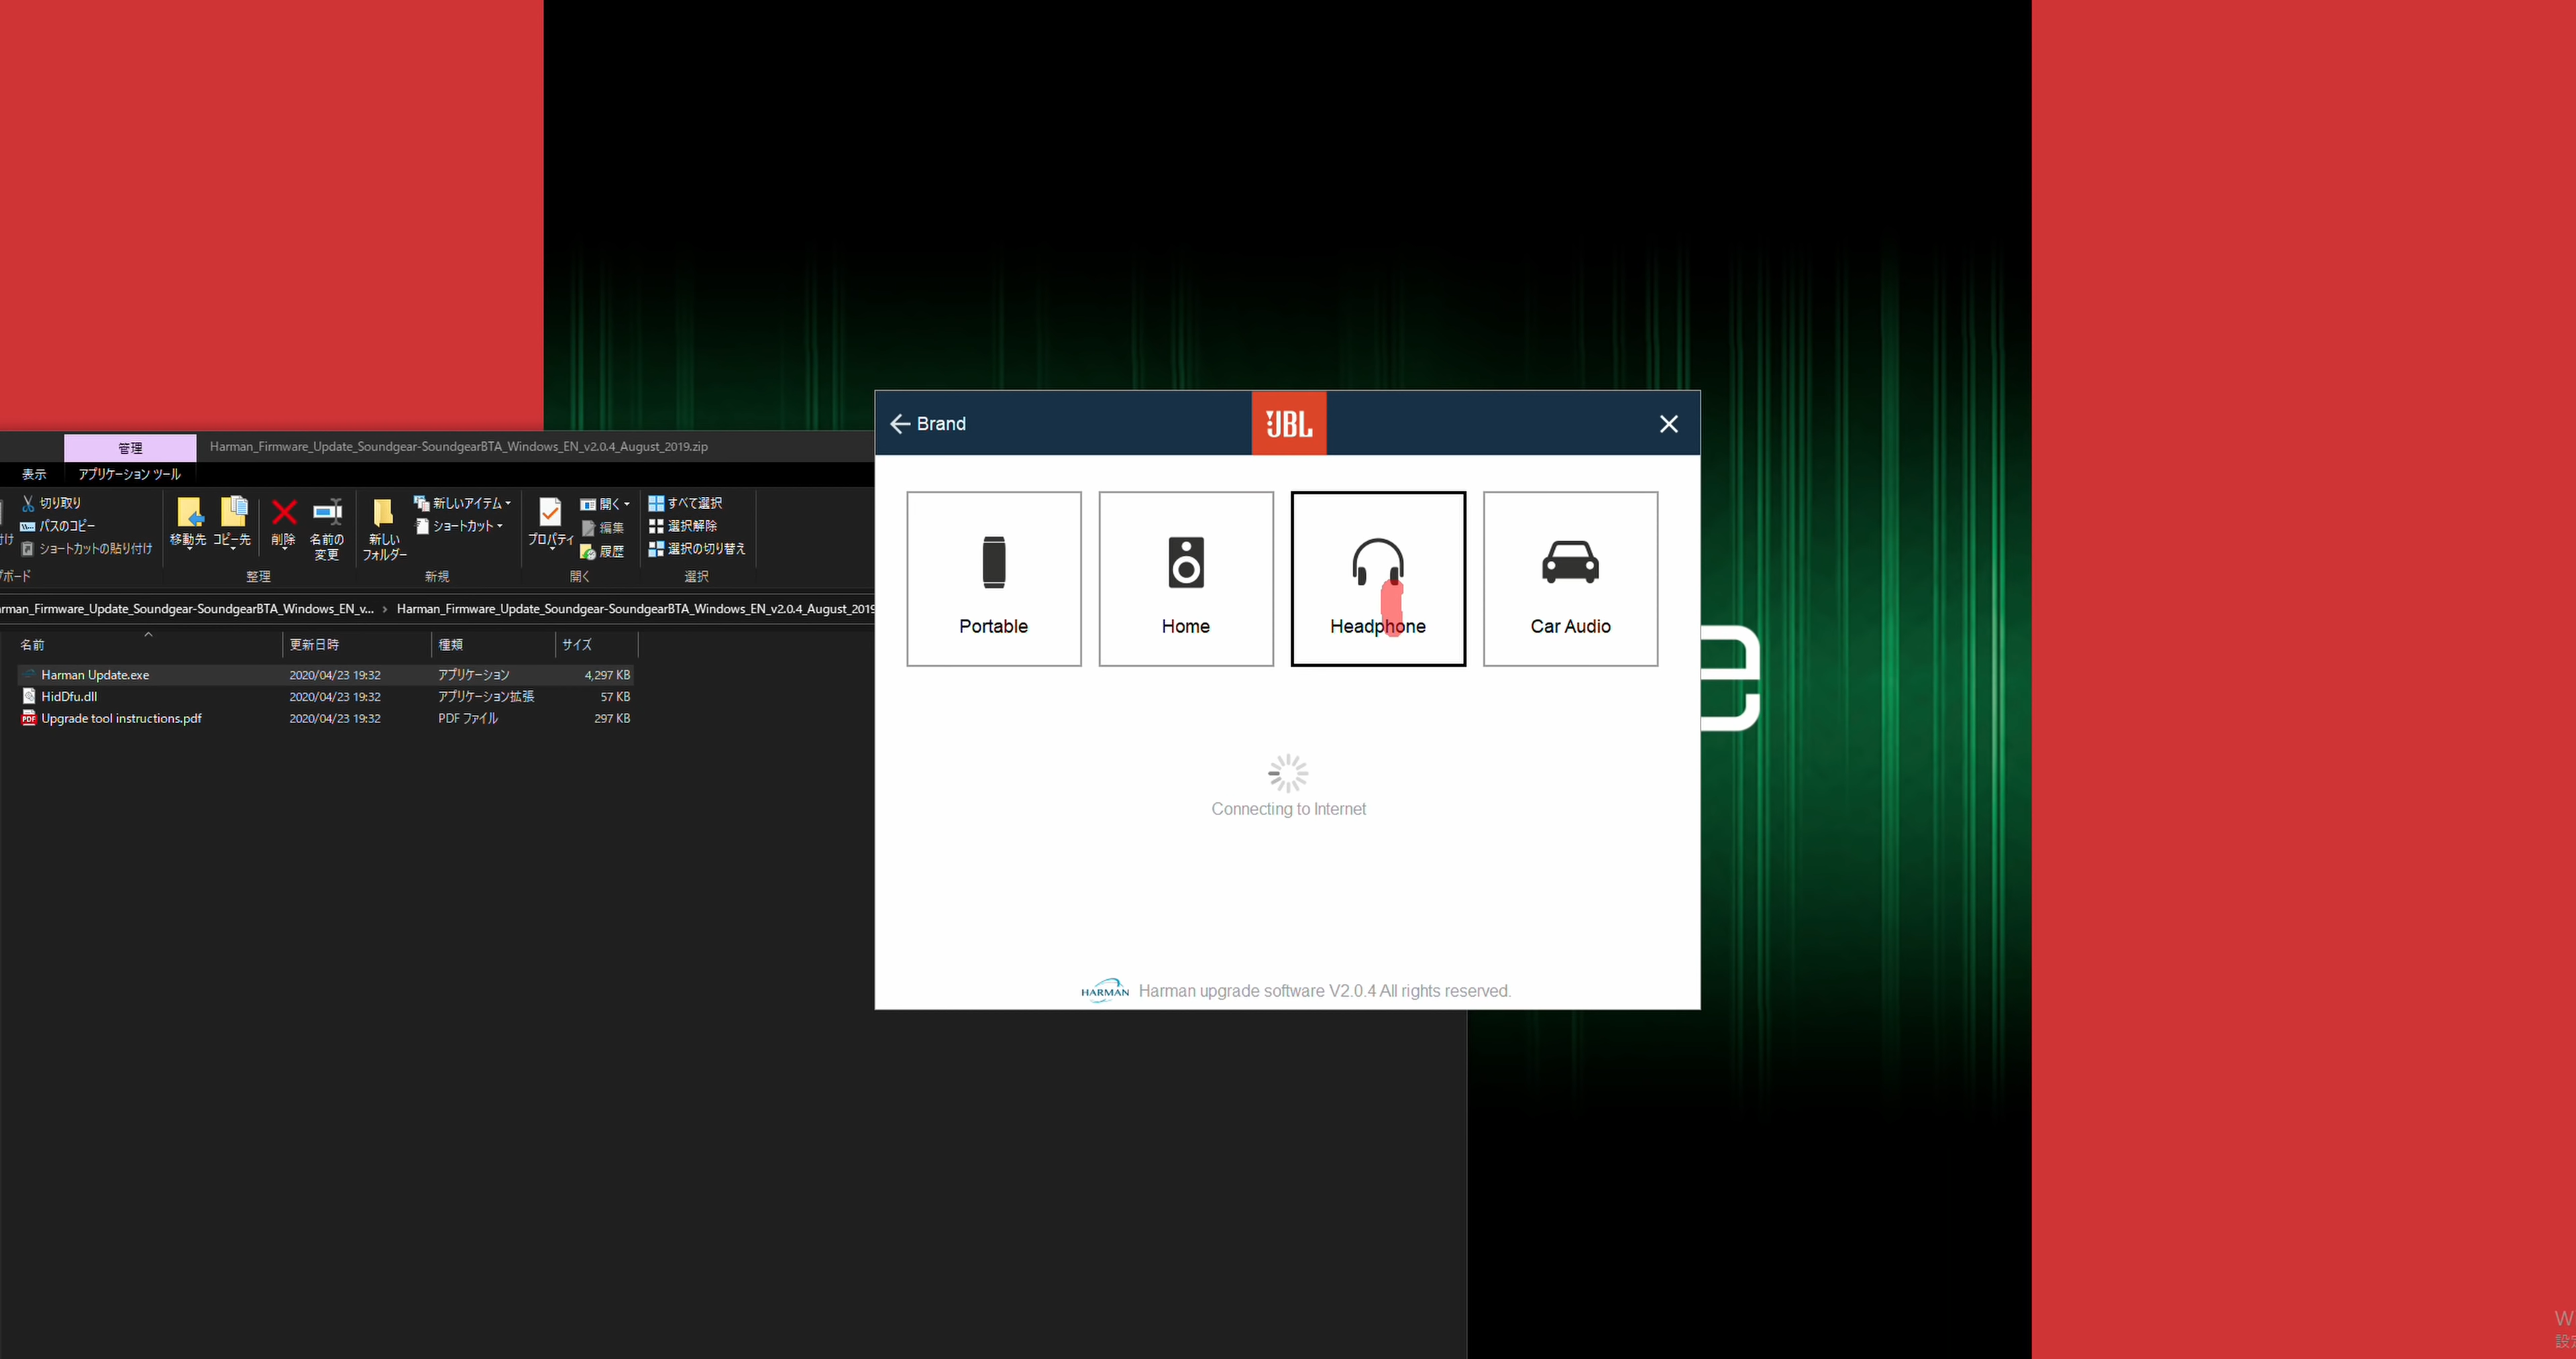 管理
Harman_Firmware_Update_Soundgear-SoundgearBTA_Windows_EN_v2.0.4_August_2019.zip
表示
アプリケーション ツール
切り取り
パスのコピー
ショートカットの貼り付け
移動先
コピー先
削除
名前の
変更
整理
新しい
フォルダー
新しいアイテム
ショートカット
新規
プロパティ
開く
編集
履歴
開く
すべて選択
選択解除
選択の切り替え
選択
rman_Firmware_Update_Soundgear-SoundgearBTA_Windows_EN_v... › Harman_Firmware_Update_Soundgear-SoundgearBTA_Windows_EN_v2.0.4_August_2019
名前 更新日時 種類 サイズ
Harman Update.exe 2020/04/23 19:32 アプリケーション 4,297 KB
HidDfu.dll 2020/04/23 19:32 アプリケーション拡張 57 KB
Upgrade tool instructions.pdf 2020/04/23 19:32 PDF ファイル 297 KB
Brand
JBL
Portable
Home
Headphone
Car Audio
Connecting to Internet
HARMAN Harman upgrade software V2.0.4 All rights reserved.
e
W